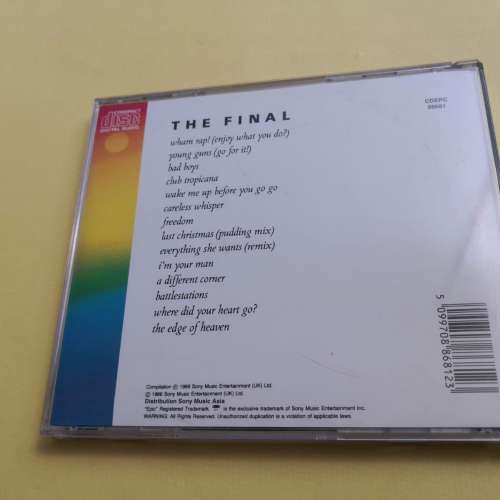 COMPACT
disc
DIGITAL AUDIO
THE FINAL
CDEPC
88681
wham rap! (enjoy what you do?)
young guns (go for it!)
bad boys
club tropicana
wake me up before you go go
careless whisper
freedom
last christmas (pudding mix)
everything she wants (remix)
i'm your man
a different corner
battlestations
where did your heart go?
the edge of heaven
5 099708 868123
Compilation ℗ 1986 Sony Music Entertainment (UK) Ltd.
© 1986 Sony Music Entertainment (UK) Ltd.
Distribution Sony Music Asia
"Epic" Registered Trademark. is the exclusive trademark of Sony Music Entertainment Inc.
WARNING: All Rights Reserved. Unauthorized duplication is a violation of applicable laws.